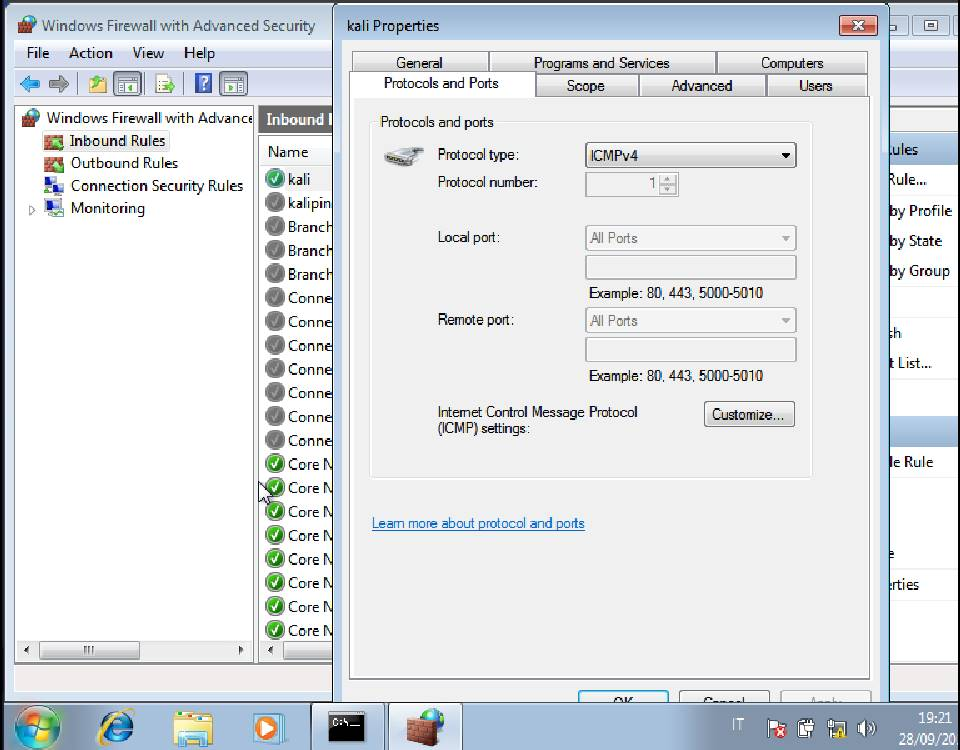 Windows Firewall with Advanced Security
File Action View Help
Windows Firewall with Advance
Inbound Rules
Outbound Rules
Connection Security Rules
Monitoring
Inbound
Name
kali
kalipin
Branch
Branch
Branch
Conne
Conne
Conne
Conne
Conne
Conne
Conne
Core N
Core N
Core N
Core N
Core N
Core N
Core N
Core N
kali Properties
General Programs and Services Computers
Protocols and Ports Scope Advanced Users
Protocols and ports
Protocol type: ICMPv4
Protocol number: 1
Local port: All Ports
Example: 80, 443, 5000-5010
Remote port: All Ports
Example: 80, 443, 5000-5010
Internet Control Message Protocol
(ICMP) settings:
Customize...
Learn more about protocol and ports
OK Cancel Apply
ules
Rule...
by Profile
by State
by Group
sh
t List...
le Rule
e
rties
C:\
IT
19:21
28/09/20